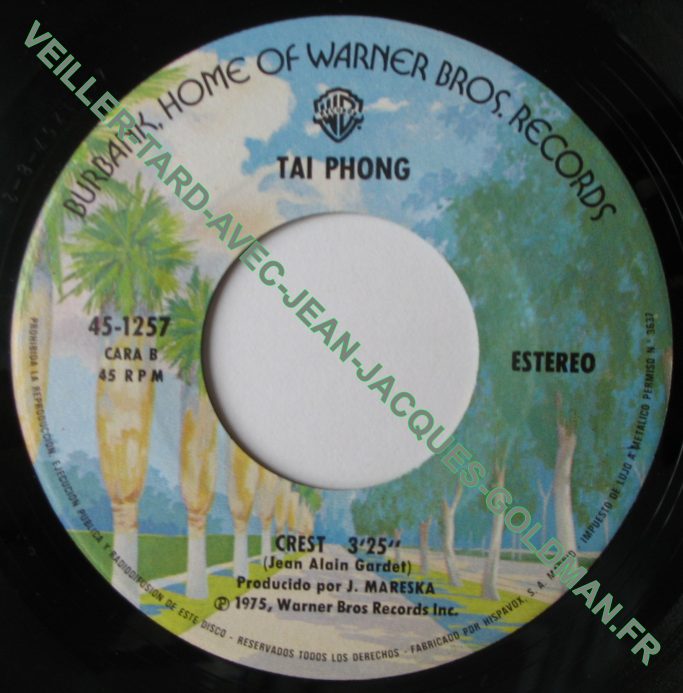 BURBANK, HOME OF WARNER BROS. RECORDS
TAI PHONG
45-1257
CARA B
45 RPM
ESTEREO
CREST 3'25"
(Jean Alain Gardet)
Producido por J. MARESKA
Ⓟ 1975, Warner Bros Records Inc.
PROHIBIDA LA REPRODUCCION, EJECUCION PUBLICA Y RADIODIFUSION DE ESTE DISCO - RESERVADOS TODOS LOS DERECHOS - FABRICADO POR HISPAVOX, S. A. MADRID - IMPUESTO DE LUJO A METALICO PERMISO N.° 3637
VEILLER-TARD-AVEC-JEAN-JACQUES-GOLDMAN.FR